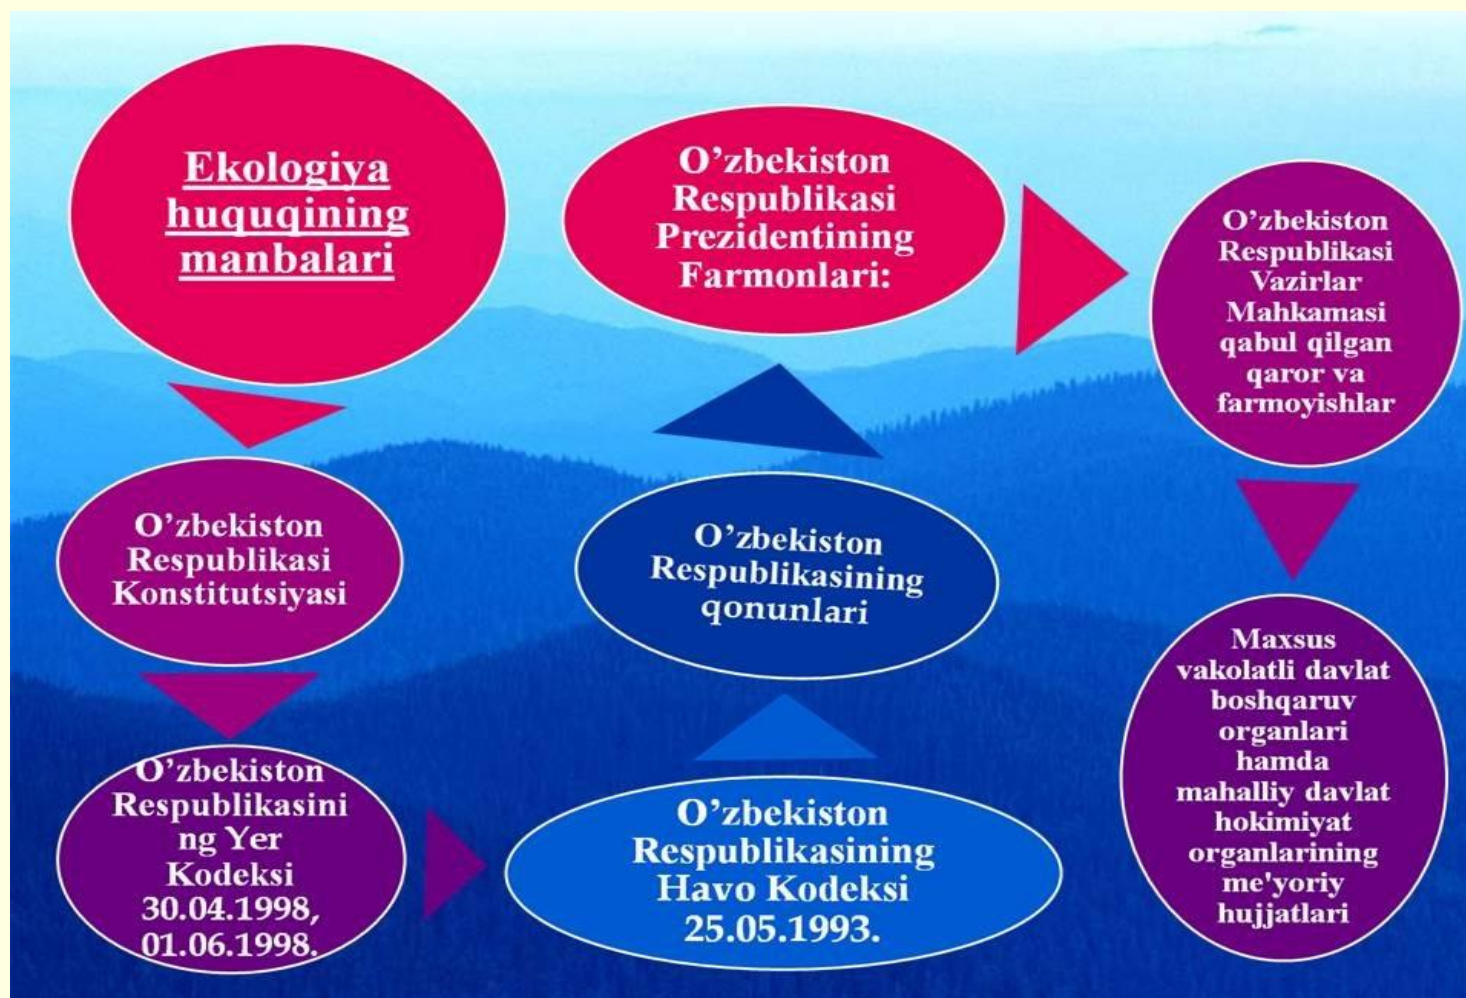 Ekologiya
huquqining
manbalari
O’zbekiston
Respublikasi
Konstitutsiyasi
O’zbekiston
Respublikasini
ng Yer
Kodeksi
30.04.1998,
01.06.1998.
O’zbekiston
Respublikasining
Havo Kodeksi
25.05.1993.
O’zbekiston
Respublikasining
qonunlari
O’zbekiston
Respublikasi
Prezidentining
Farmonlari:
O’zbekiston
Respublikasi
Vazirlar
Mahkamasi
qabul qilgan
qaror va
farmoyishlar
Maxsus
vakolatli davlat
boshqaruv
organlari
hamda
mahalliy davlat
hokimiyat
organlarining
me'yoriy
hujjatlari